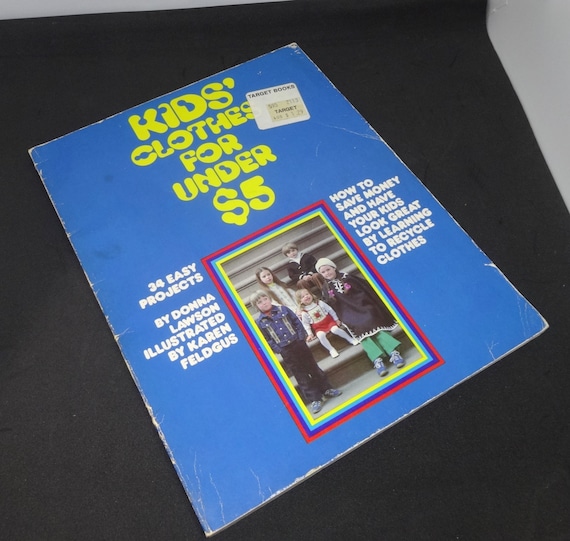 KIDS'
CLOTHES
FOR
UNDER
$5
TARGET BOOKS
TARGET
HOW TO
SAVE MONEY
AND HAVE
YOUR KIDS
LOOK GREAT
BY LEARNING
TO RECYCLE
CLOTHES
34 EASY
PROJECTS
BY DONNA
LAWSON
ILLUSTRATED
BY KAREN
FELDGUS